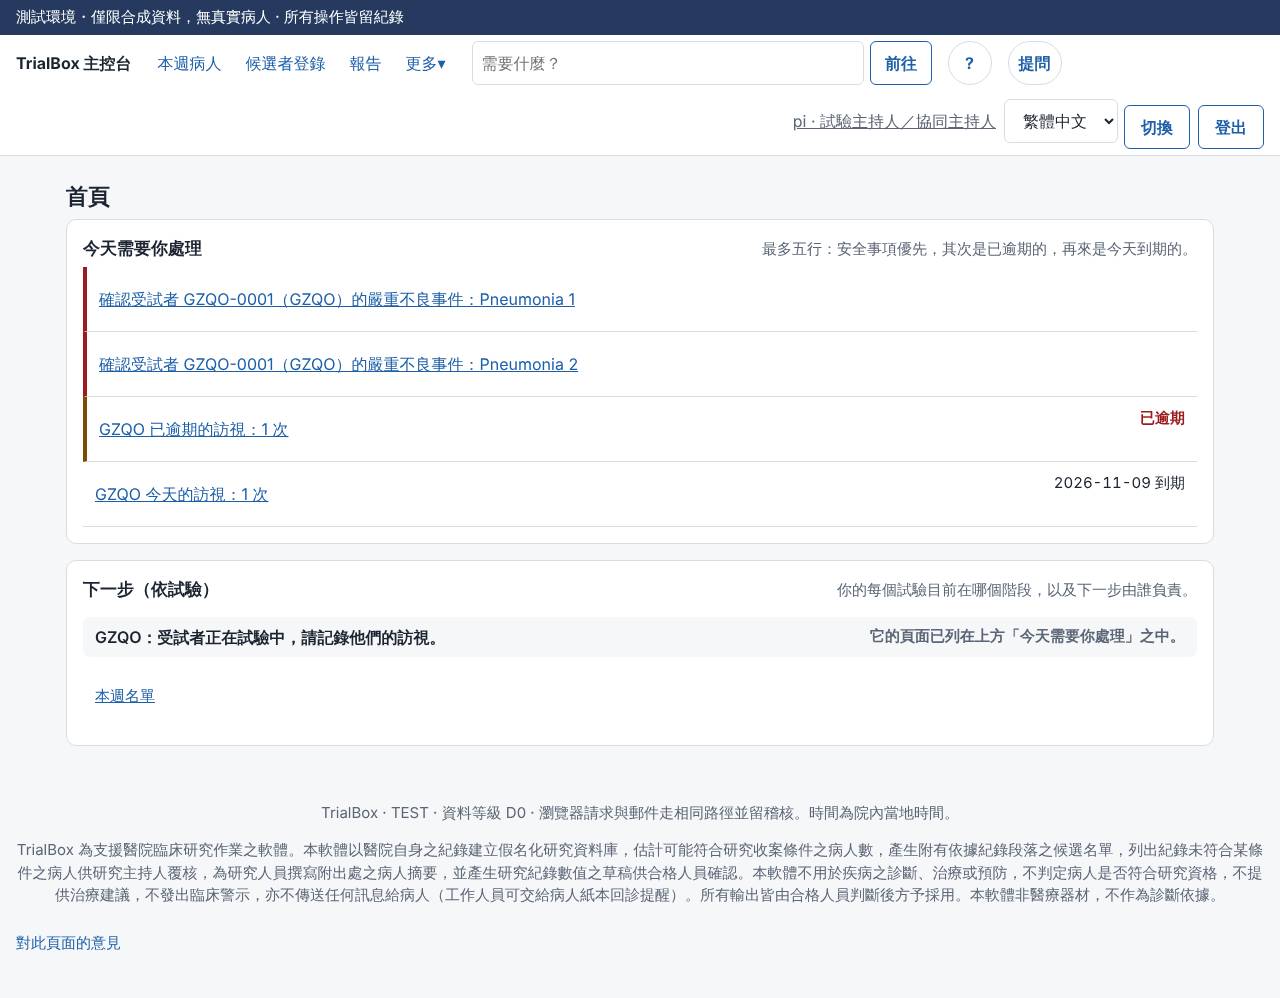 測試環境・僅限合成資料，無真實病人 · 所有操作皆留紀錄
TrialBox 主控台
本週病人
候選者登錄
報告
更多▾
需要什麼？
前往
?
提問
pi · 試驗主持人／協同主持人
繁體中文
切換
登出
首頁
今天需要你處理
最多五行：安全事項優先，其次是已逾期的，再來是今天到期的。
確認受試者 GZQO-0001（GZQO）的嚴重不良事件：Pneumonia 1
確認受試者 GZQO-0001（GZQO）的嚴重不良事件：Pneumonia 2
GZQO 已逾期的訪視：1 次
已逾期
GZQO 今天的訪視：1 次
2026-11-09 到期
下一步（依試驗）
你的每個試驗目前在哪個階段，以及下一步由誰負責。
GZQO：受試者正在試驗中，請記錄他們的訪視。
它的頁面已列在上方「今天需要你處理」之中。
本週名單
TrialBox · TEST · 資料等級 D0 · 瀏覽器請求與郵件走相同路徑並留稽核。時間為院內當地時間。
TrialBox 為支援醫院臨床研究作業之軟體。本軟體以醫院自身之紀錄建立假名化研究資料庫，估計可能符合研究收案條件之病人數，產生附有依據紀錄段落之候選名單，列出紀錄未符合某條
件之病人供研究主持人覆核，為研究人員撰寫附出處之病人摘要，並產生研究紀錄數值之草稿供合格人員確認。本軟體不用於疾病之診斷、治療或預防，不判定病人是否符合研究資格，不提
供治療建議，不發出臨床警示，亦不傳送任何訊息給病人（工作人員可交給病人紙本回診提醒）。所有輸出皆由合格人員判斷後方予採用。本軟體非醫療器材，不作為診斷依據。
對此頁面的意見